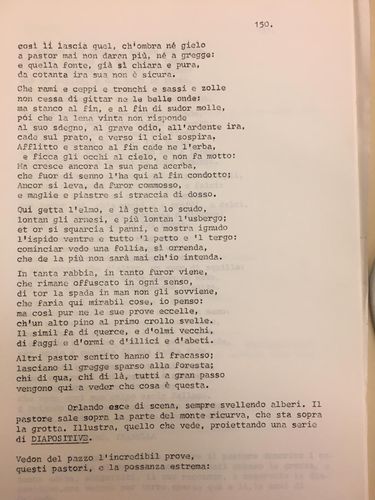 150.
così li lascia quel, ch'ombra né gielo
a pastor mai non daran più, né a gregge:
e quella fonte, già sì chiara e pura,
da cotanta ira sua non è sicura.
Che rami e ceppi e tronchi e sassi e zolle
non cessa di gittar ne le belle onde:
ma stanco al fin, e al fin di sudor molle,
poi che la lena vinta non risponde
al suo sdegno, al grave odio, all'ardente ira,
cade sul prato, e verso il ciel sospira,
Afflitto e stanco al fin cade ne l'erba,
e ficca gli occhi al cielo, e non fa motto:
Ma cresce ancora la sua pena acerba,
che fuor di senno l'ha qui al fin condotto;
Ancor si leva, da furor commosso,
e maglie e piastre si straccia di dosso.
Qui getta l'elmo, e là getta lo scudo,
lontan gli arnesi, e più lontan l'usbergo;
et or si squarcia i panni, e mostra ignudo
l'ispido ventre e tutto 'l petto e 'l tergo:
cominciar vedo una follia, sì orrenda,
che de la più non sarà mai ch'io intenda.
In tanta rabbia, in tanto furor viene,
che rimane offuscato in ogni senso,
di tor la spada in man non gli sovviene,
che faria qui mirabil cose, io penso:
ma così pur ne le sue prove eccelle,
ch'un alto pino al primo crollo svelle.
Il simil fa di querce, e d'olmi vecchi,
di faggi e d'ormi e d'illici e d'abeti.
Altri pastor sentito hanno il fracasso;
lasciano il gregge sparso alla foresta;
chi di qua, chi di là, tutti a gran passo
vengono qui a veder che cosa è questa.
Orlando esce di scena, sempre svellendo alberi. Il
pastore sale sopra la parte del monte ricurva, che sta sopra
la grotta. Illustra, quello che vede, proiettando una serie
di DIAPOSITIVE.
Vedon del pazzo l'incredibil prove,
questi pastori, e la possanza estrema: